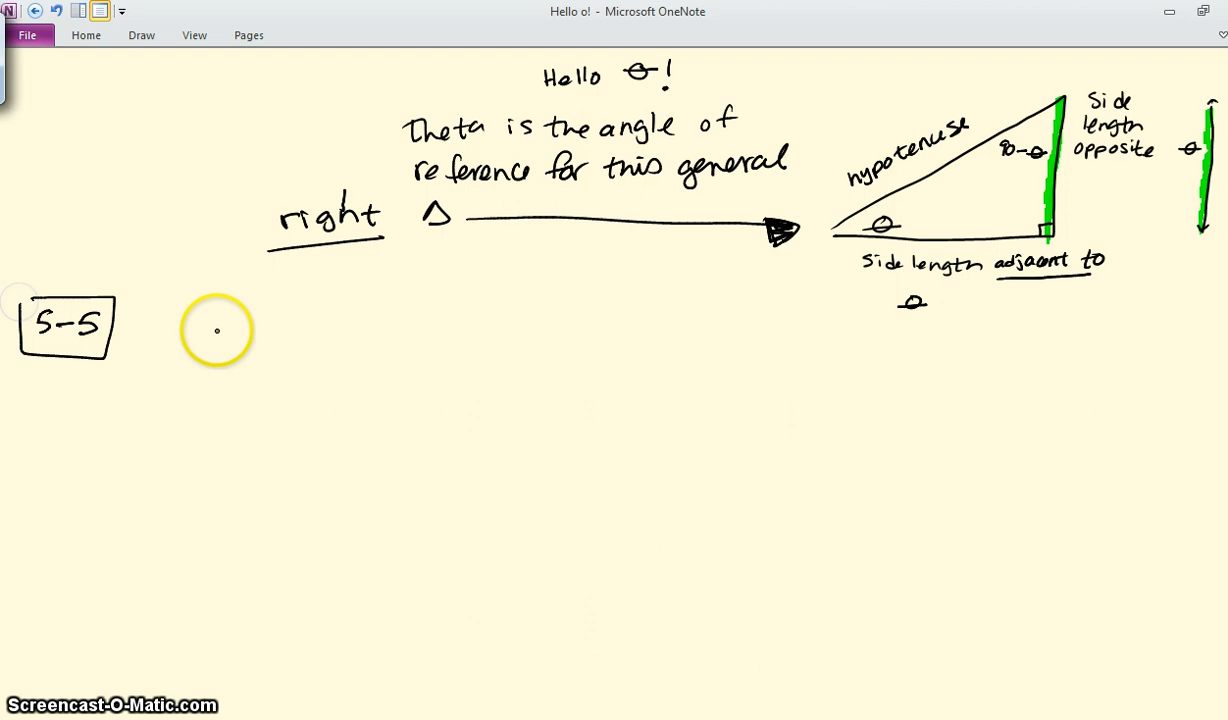 Hello o! - Microsoft OneNote
File Home Draw View Pages
Hello θ!
Theta is the angle of
reference for this general
right Δ
hypotenuse
90-θ
θ
Side
length
opposite θ
Side length adjacent to
θ
5-5
Screencast-O-Matic.com